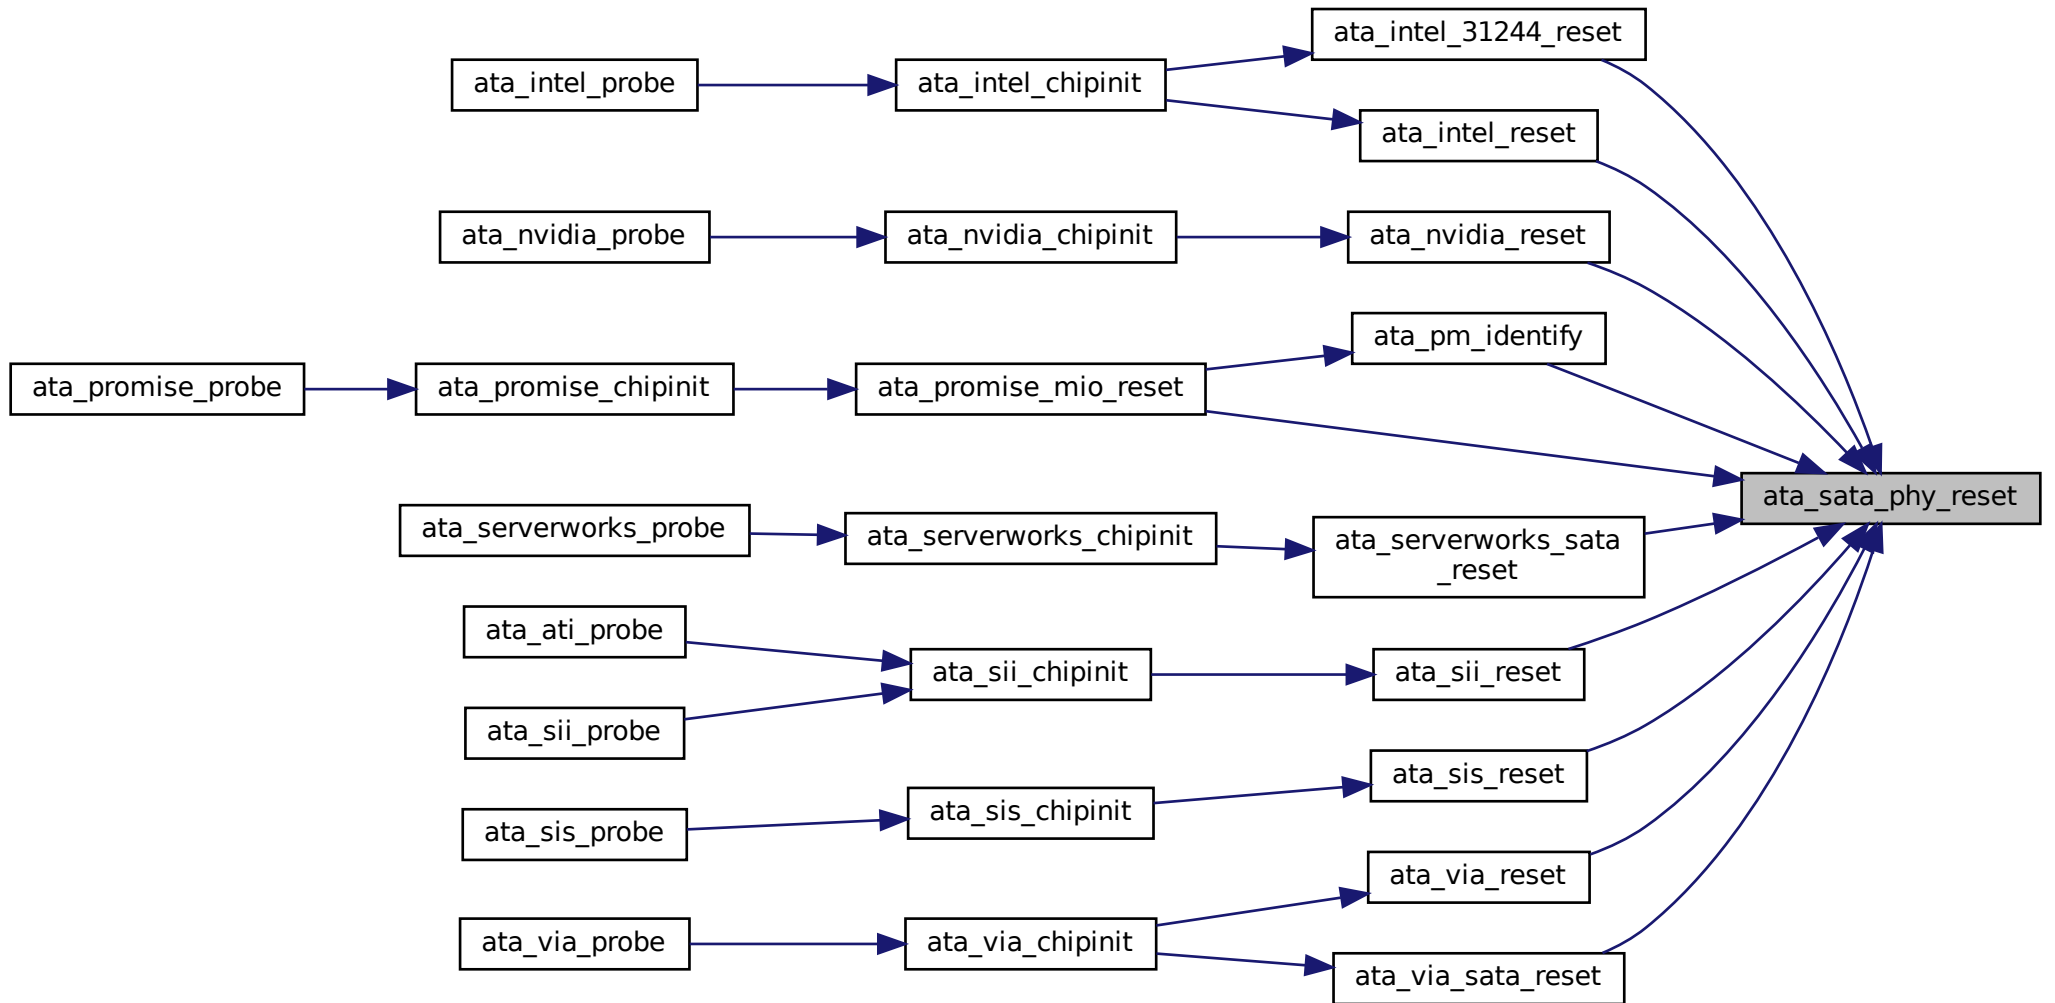 ata_intel_31244_reset
ata_intel_probe
ata_intel_chipinit
ata_intel_reset
ata_nvidia_probe
ata_nvidia_chipinit
ata_nvidia_reset
ata_pm_identify
ata_promise_probe
ata_promise_chipinit
ata_promise_mio_reset
ata_sata_phy_reset
ata_serverworks_probe
ata_serverworks_chipinit
ata_serverworks_sata
_reset
ata_ati_probe
ata_sii_chipinit
ata_sii_reset
ata_sii_probe
ata_sis_reset
ata_sis_probe
ata_sis_chipinit
ata_via_reset
ata_via_probe
ata_via_chipinit
ata_via_sata_reset